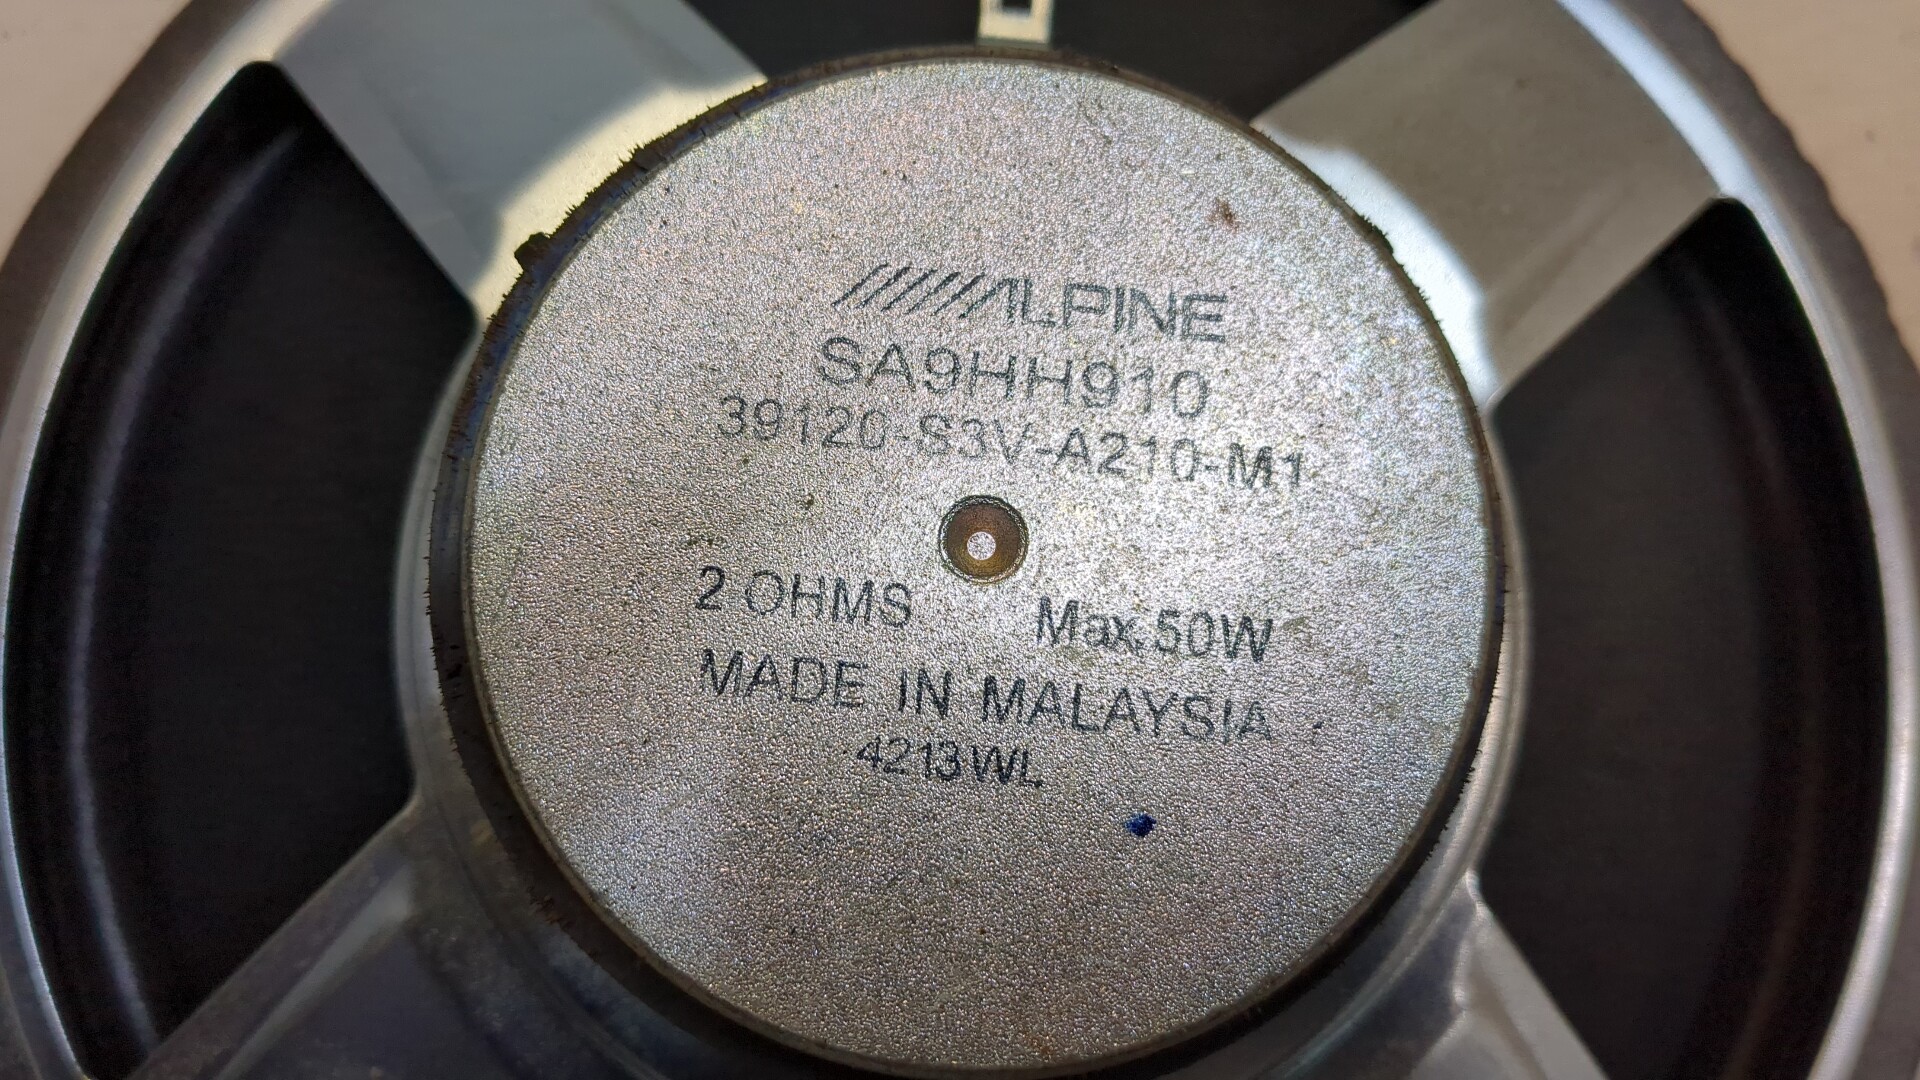 ALPINE
SA9HH910
39120-S3V-A210-M1
2 OHMS Max.50W
MADE IN MALAYSIA
4213WL